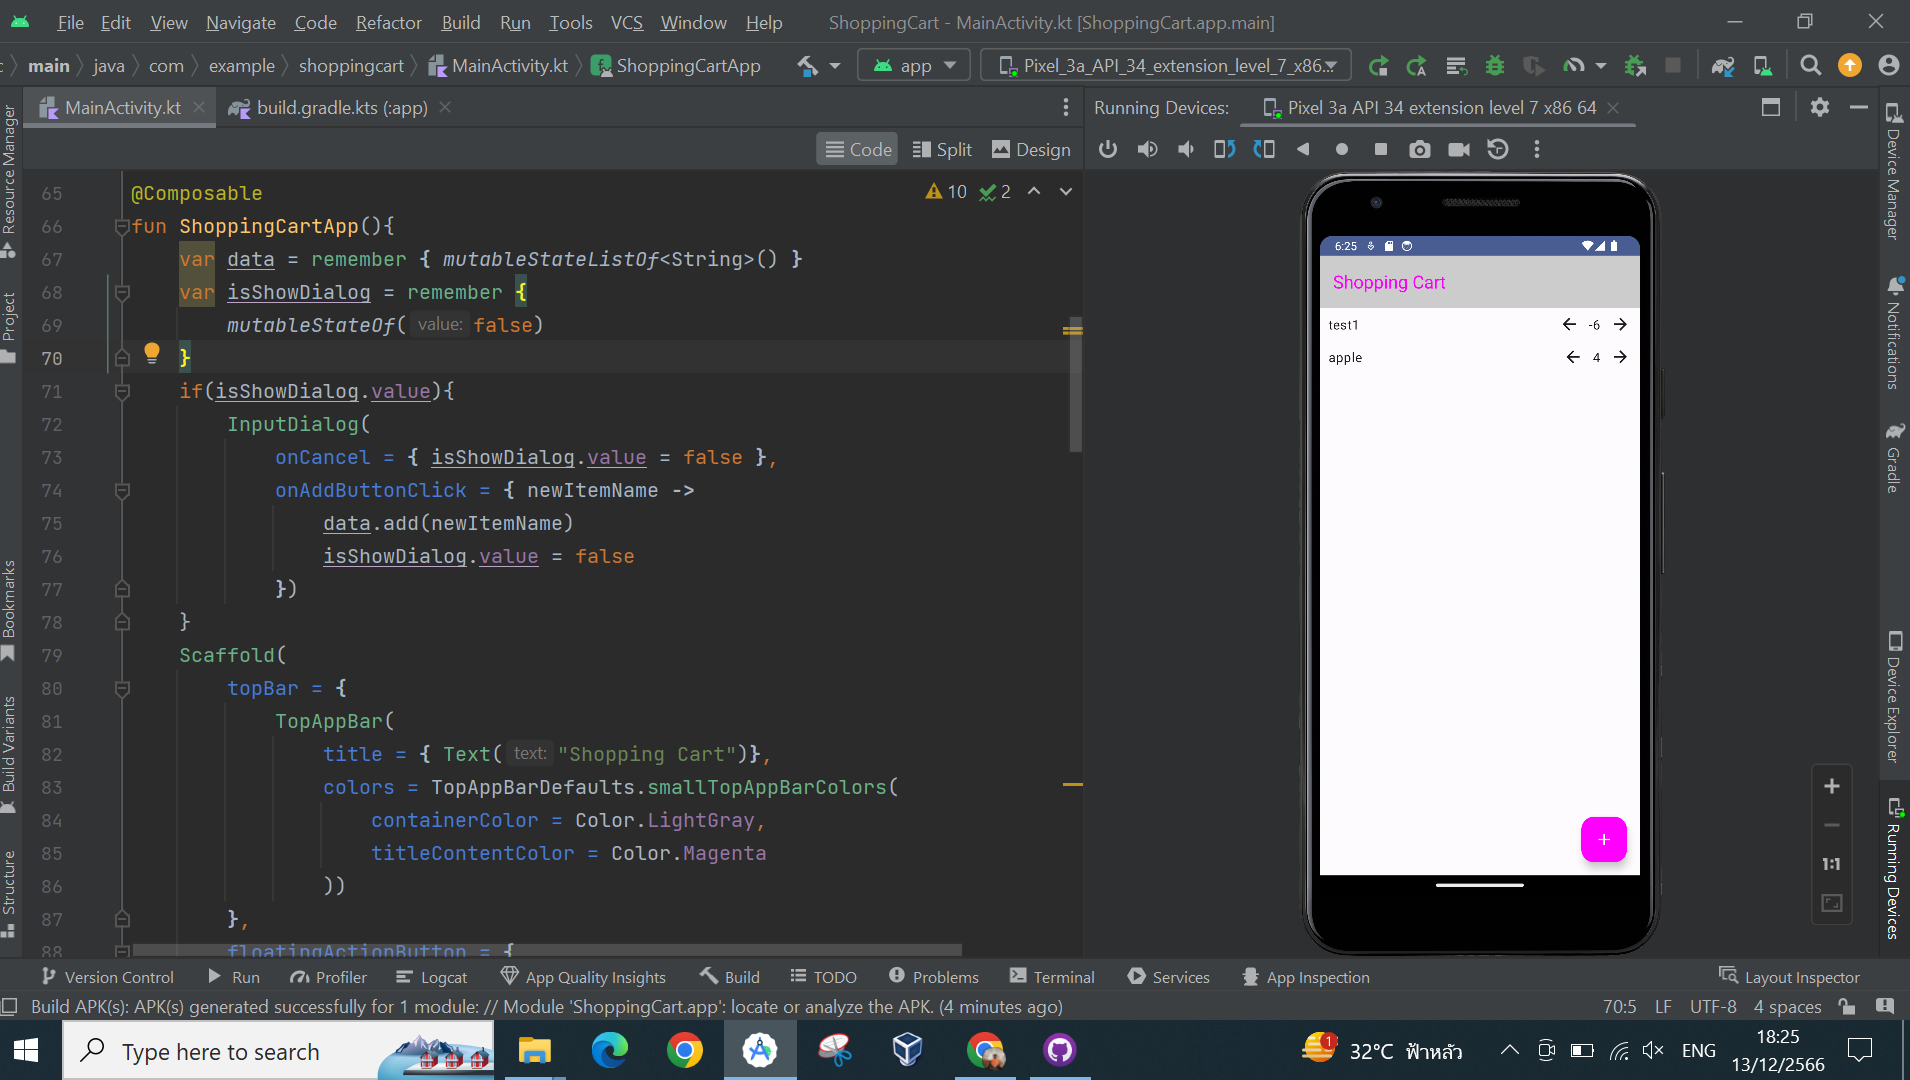 File Edit View Navigate Code Refactor Build Run Tools VCS Window Help ShoppingCart - MainActivity.kt [ShoppingCart.app.main]
main java com example shoppingcart MainActivity.kt ShoppingCartApp app Pixel_3a_API_34_extension_level_7_x86...
MainActivity.kt build.gradle.kts (:app) Running Devices: Pixel 3a API 34 extension level 7 x86 64
Code Split Design
65 @Composable 10 2
66 fun ShoppingCartApp(){
67 var data = remember { mutableStateListOf<String>() }
68 var isShowDialog = remember {
69 mutableStateOf( value: false)
70 }
71 if(isShowDialog.value){
72 InputDialog(
73 onCancel = { isShowDialog.value = false },
74 onAddButtonClick = { newItemName ->
75 data.add(newItemName)
76 isShowDialog.value = false
77 })
78 }
79 Scaffold(
80 topBar = {
81 TopAppBar(
82 title = { Text( text: "Shopping Cart")},
83 colors = TopAppBarDefaults.smallTopAppBarColors(
84 containerColor = Color.LightGray,
85 titleContentColor = Color.Magenta
86 ))
87 },
88 floatingActionButton = {
6:25
Shopping Cart
test1 -6
apple 4
+
1:1
Resource Manager
Project
Bookmarks
Build Variants
Structure
Device Manager
Notifications
Gradle
Device Explorer
Running Devices
Version Control Run Profiler Logcat App Quality Insights Build TODO Problems Terminal Services App Inspection Layout Inspector
Build APK(s): APK(s) generated successfully for 1 module: // Module 'ShoppingCart.app': locate or analyze the APK. (4 minutes ago) 70:5 LF UTF-8 4 spaces
Type here to search 1 32°C ฟ้าหลัว ENG 18:25
13/12/2566